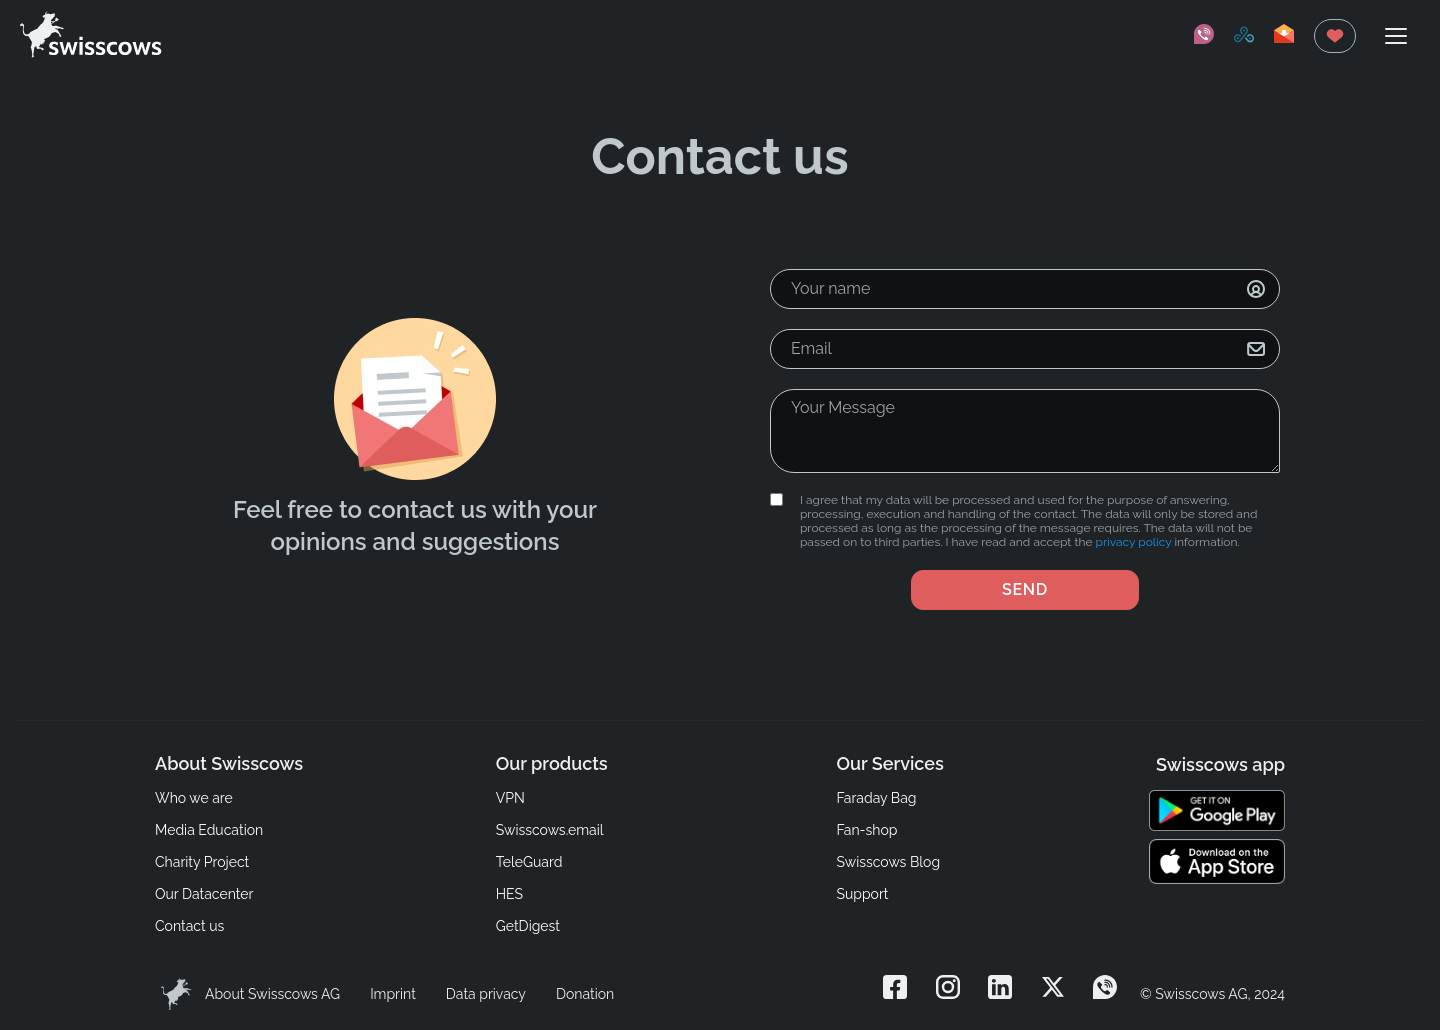 swisscows
Contact us
Your name
Email
Your Message
Feel free to contact us with your
opinions and suggestions
I agree that my data will be processed and used for the purpose of answering,
processing, execution and handling of the contact. The data will only be stored and
processed as long as the processing of the message requires. The data will not be
passed on to third parties. I have read and accept the privacy policy information.
SEND
About Swisscows
Who we are
Media Education
Charity Project
Our Datacenter
Contact us
Our products
VPN
Swisscows.email
TeleGuard
HES
GetDigest
Our Services
Faraday Bag
Fan-shop
Swisscows Blog
Support
Swisscows app
GET IT ON
Google Play
Download on the
App Store
About Swisscows AG
Imprint
Data privacy
Donation
© Swisscows AG, 2024